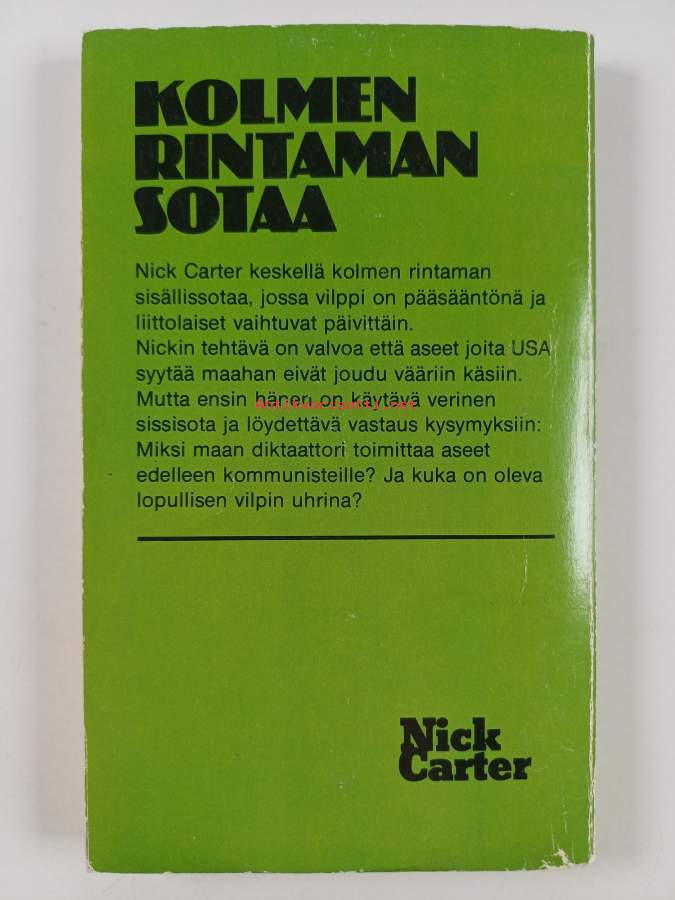 KOLMEN
RINTAMAN
SOTAA
Nick Carter keskellä kolmen rintaman
sisällissotaa, jossa vilppi on pääsääntönä ja
liittolaiset vaihtuvat päivittäin.
Nickin tehtävä on valvoa että aseet joita USA
syytää maahan eivät joudu vääriin käsiin.
Mutta ensin hänen on käytävä verinen
sissisota ja löydettävä vastaus kysymyksiin:
Miksi maan diktaattori toimittaa aseet
edelleen kommunisteille? Ja kuka on oleva
lopullisen vilpin uhrina?
Nick
Carter